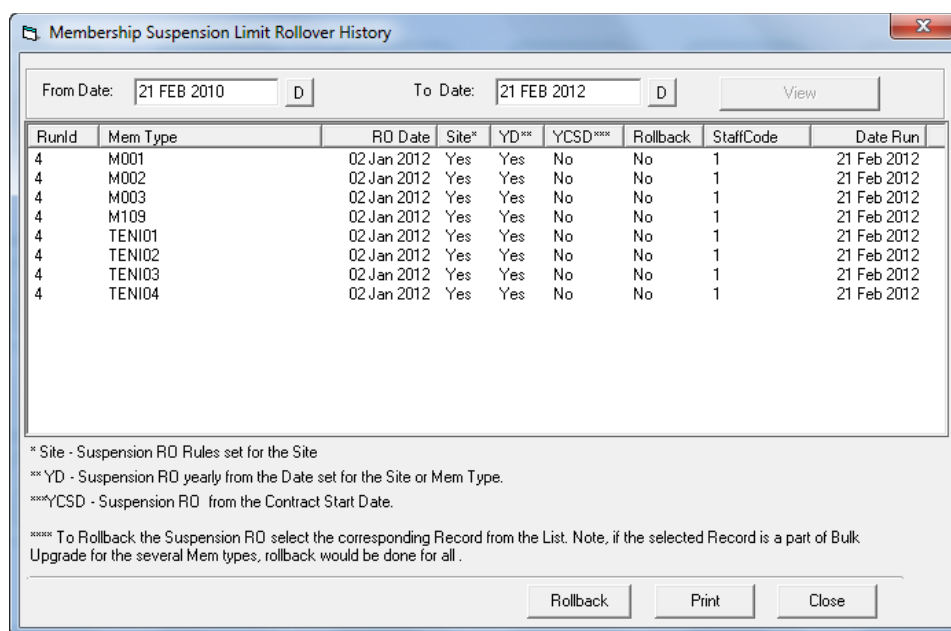 Membership Suspension Limit Rollover History
From Date: 21 FEB 2010 D To Date: 21 FEB 2012 D View
RunId Mem Type RO Date Site* YD** YCSD*** Rollback StaffCode Date Run
4 M001 02 Jan 2012 Yes Yes No No 1 21 Feb 2012
4 M002 02 Jan 2012 Yes Yes No No 1 21 Feb 2012
4 M003 02 Jan 2012 Yes Yes No No 1 21 Feb 2012
4 M109 02 Jan 2012 Yes Yes No No 1 21 Feb 2012
4 TENI01 02 Jan 2012 Yes Yes No No 1 21 Feb 2012
4 TENI02 02 Jan 2012 Yes Yes No No 1 21 Feb 2012
4 TENI03 02 Jan 2012 Yes Yes No No 1 21 Feb 2012
4 TENI04 02 Jan 2012 Yes Yes No No 1 21 Feb 2012
* Site - Suspension RO Rules set for the Site
** YD - Suspension RO yearly from the Date set for the Site or Mem Type.
***YCSD - Suspension RO from the Contract Start Date.
**** To Rollback the Suspension RO select the corresponding Record from the List. Note, if the selected Record is a part of Bulk
Upgrade for the several Mem types, rollback would be done for all .
Rollback Print Close